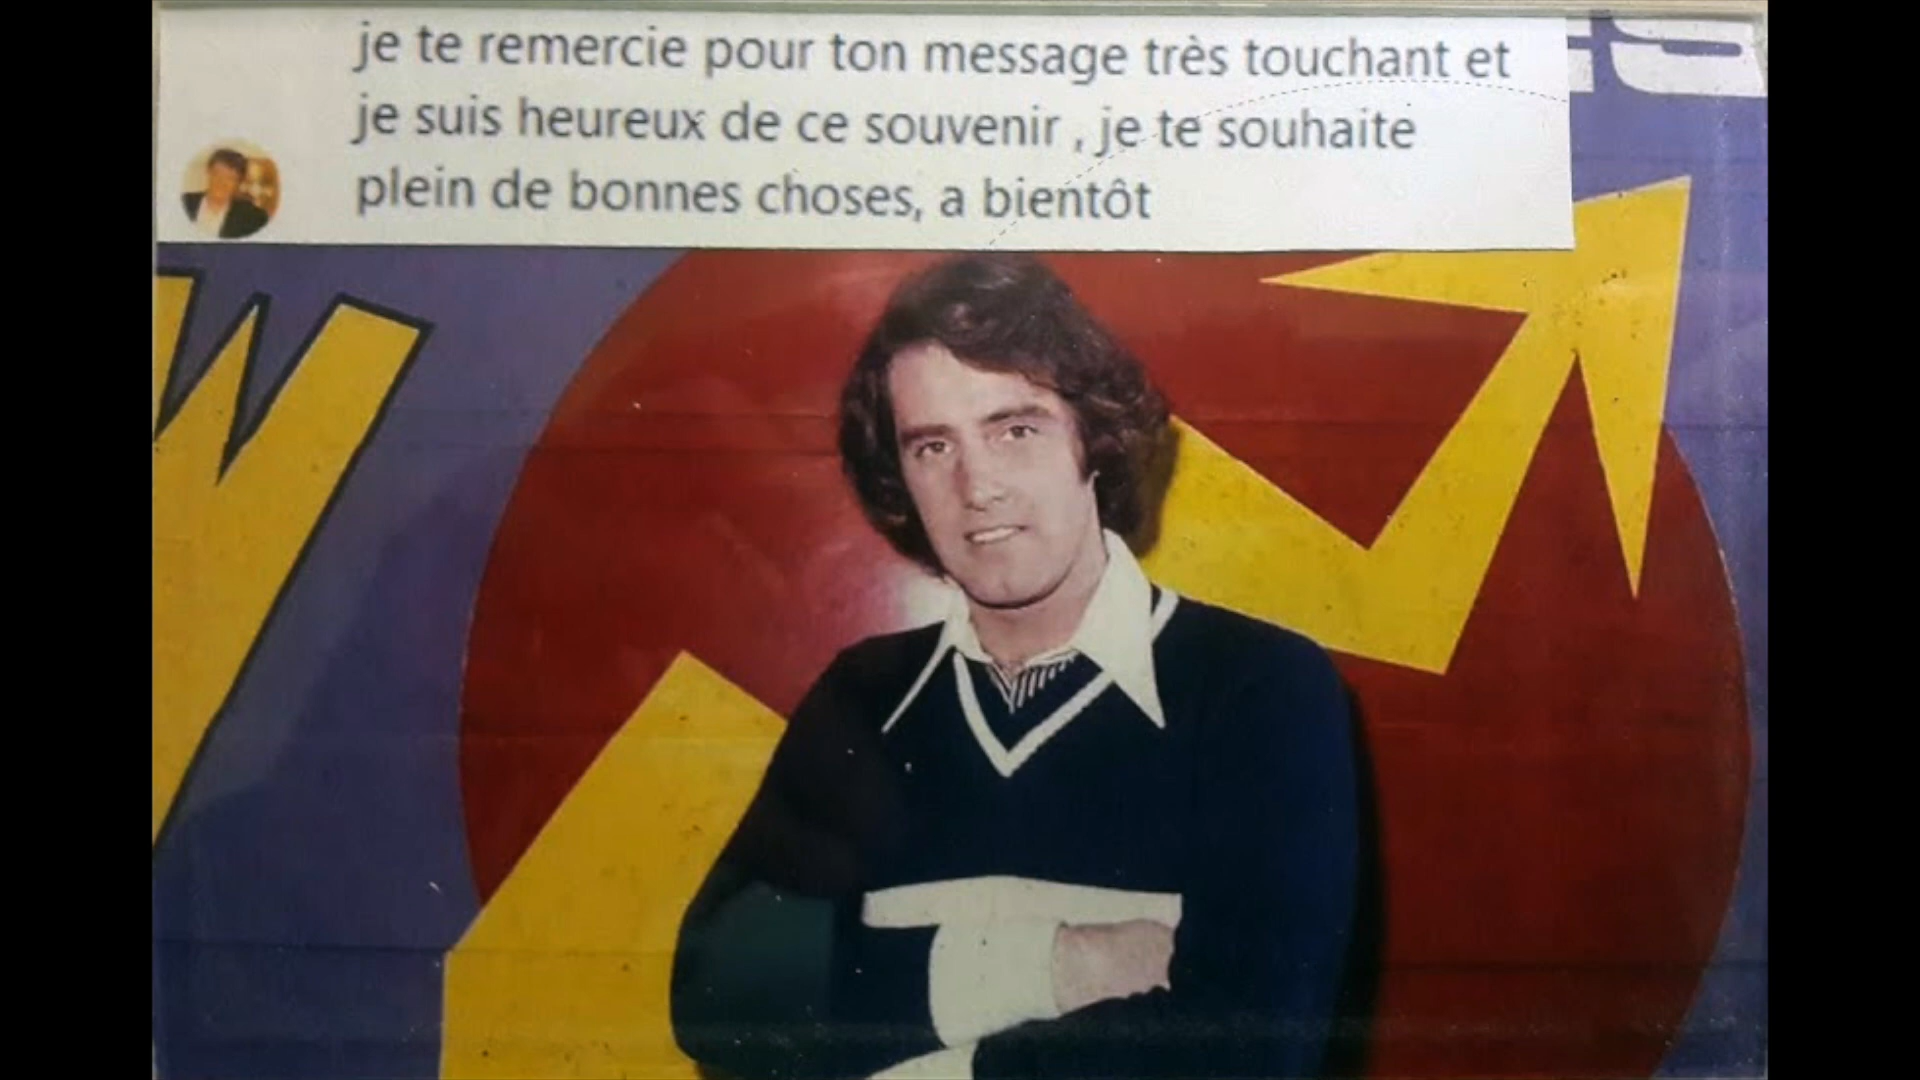 je te remercie pour ton message très touchant et
je suis heureux de ce souvenir , je te souhaite
plein de bonnes choses, a bientôt
W